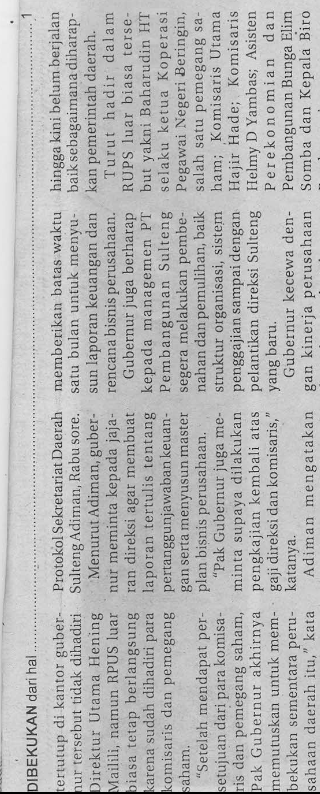 DIBEKUKAN dari hal........................1
tertutup di kantor guber-
nur tersebut tidak dihadiri
Direktur Utama Hening
Mailili, namun RPUS luar
biasa tetap berlangsung
karena sudah dihadiri para
komisaris dan pemegang
saham.
"Setelah mendapat per-
setujuan dari para komisa-
ris dan pemegang saham,
Pak Gubernur akhirnya
memutuskan untuk mem-
bekukan sementara peru-
sahaan daerah itu," kata
Protokol Sekretariat Daerah
Sulteng Adiman, Rabu sore.
Menurut Adiman, guber-
nur meminta kepada jaja-
ran direksi agar membuat
laporan tertulis tentang
pertanggunjawaban keuan-
gan serta menyusun master
plan bisnis perusahaan.
"Pak Gubernur juga me-
minta supaya dilakukan
pengkajian kembali atas
gaji direksi dan komisaris,"
katanya.
Adiman mengatakan
memberikan batas waktu
satu bulan untuk menyu-
sun laporan keuangan dan
rencana bisnis perusahaan.
Gubernur juga berharap
kepada managemen PT
Pembangunan Sulteng
segera melakukan pembe-
nahan dan pemulihan, baik
struktur organisasi, sistem
penggajian sampai dengan
pelantikan direksi Sulteng
yang baru.
Gubernur kecewa den-
gan kinerja perusahaan
hingga kini belum berjalan
baik sebagaimana diharap-
kan pemerintah daerah.
Turut hadir dalam
RUPS luar biasa terse-
but yakni Baharudin HT
selaku ketua Koperasi
Pegawai Negeri Beringin,
salah satu pemegang sa-
ham; Komisaris Utama
Hajir Hade; Komisaris
Helmy D Yambas; Asisten
Perekonomian dan
Pembangunan Bunga Elim
Somba dan Kepala Biro